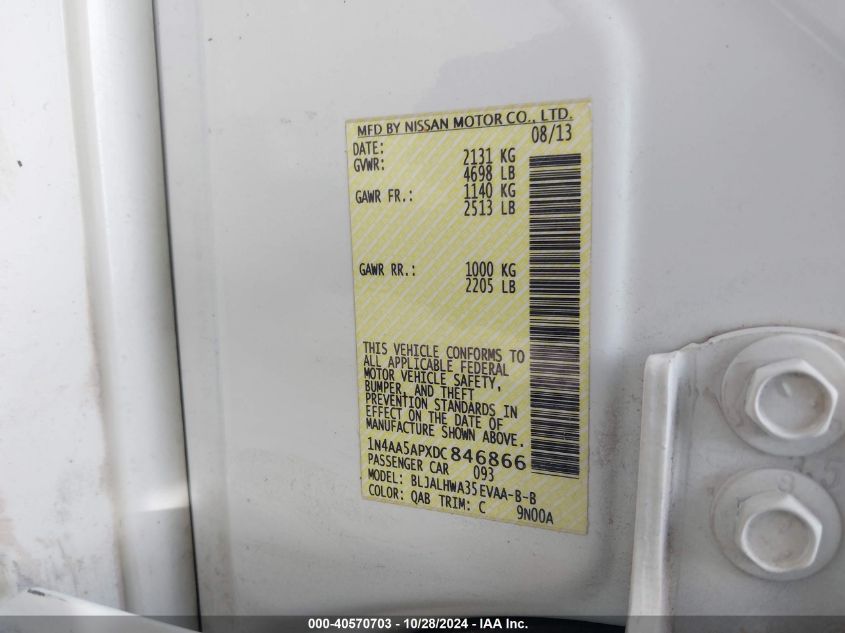 MFD BY NISSAN MOTOR CO., LTD.
DATE: 08/13
GVWR: 2131 KG
4698 LB
GAWR FR.: 1140 KG
2513 LB
GAWR RR.: 1000 KG
2205 LB
THIS VEHICLE CONFORMS TO
ALL APPLICABLE FEDERAL
MOTOR VEHICLE SAFETY,
BUMPER, AND THEFT
PREVENTION STANDARDS IN
EFFECT ON THE DATE OF
MANUFACTURE SHOWN ABOVE.
1N4AA5APXDC846866
PASSENGER CAR 093
MODEL: BLJALHWA35EVAA-B-B
COLOR: QAB TRIM: C 9N00A
000-40570703 - 10/28/2024 - IAA Inc.